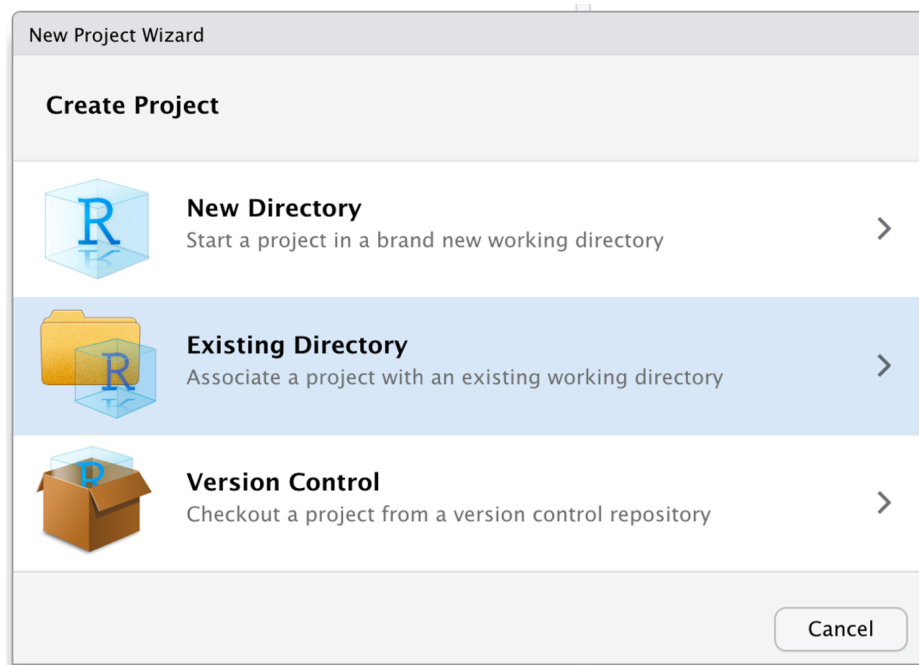 New Project Wizard
Create Project
R
New Directory
Start a project in a brand new working directory
R
Existing Directory
Associate a project with an existing working directory
R
Version Control
Checkout a project from a version control repository
Cancel